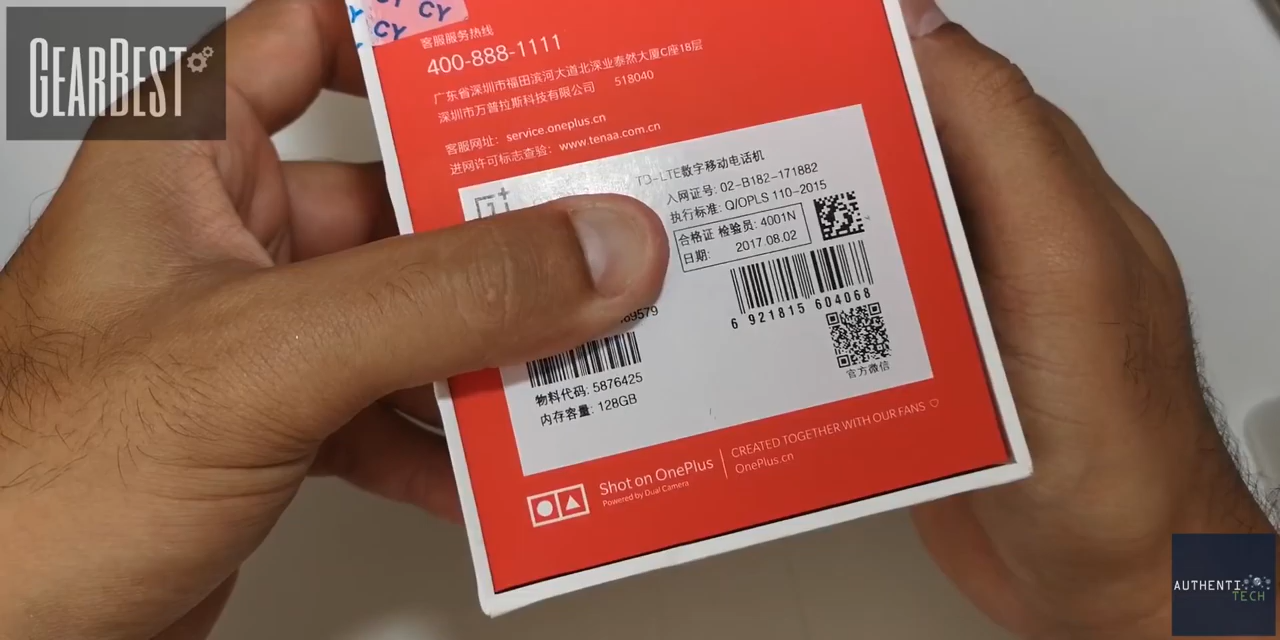 GEARBEST
CY
CY
CY
客服服务热线
400-888-1111
广东省深圳市福田滨河大道北深业泰然大厦C座18层
深圳市万普拉斯科技有限公司 518040
客服网址: service.oneplus.cn
进网许可标志查验: www.tenaa.com.cn
TD-LTE数字移动电话机
入网证号: 02-B182-171882
执行标准: Q/OPLS 110-2015
合格证 检验员: 4001N
日期: 2017.08.02
6 921815 604068
官方微信
物料代码: 5876425
内存容量: 128GB
Shot on OnePlus
Powered by Dual Camera
CREATED TOGETHER WITH OUR FANS
OnePlus.cn
AUTHENTI
TECH